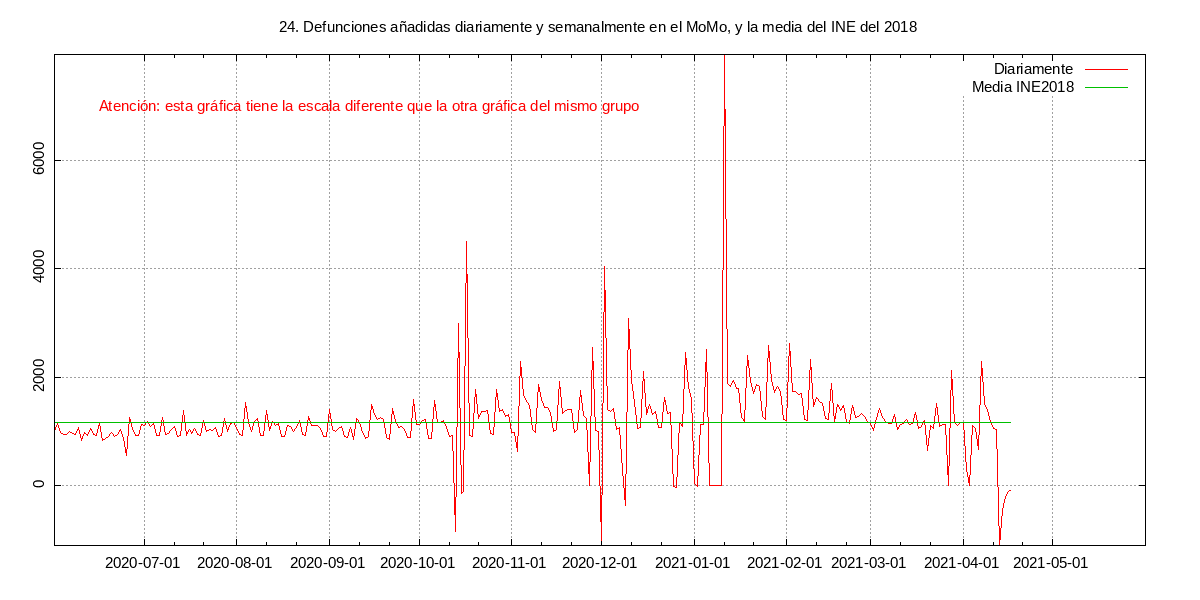 24. Defunciones añadidas diariamente y semanalmente en el MoMo, y la media del INE del 2018
Diariamente
Media INE2018
Atención: esta gráfica tiene la escala diferente que la otra gráfica del mismo grupo
6000
4000
2000
0
2020-07-01 2020-08-01 2020-09-01 2020-10-01 2020-11-01 2020-12-01 2021-01-01 2021-02-01 2021-03-01 2021-04-01 2021-05-01